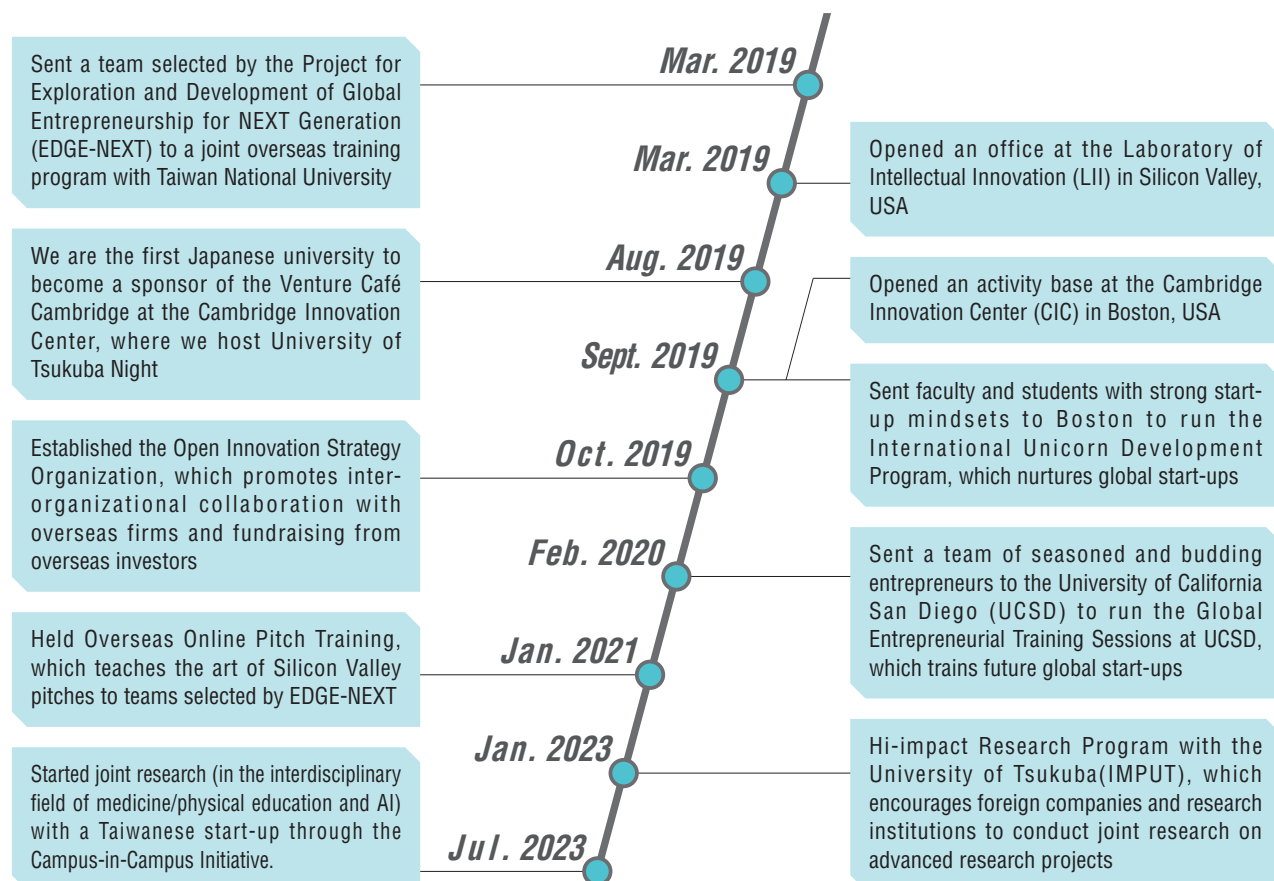 Mar. 2019
Sent a team selected by the Project for
Exploration and Development of Global
Entrepreneurship for NEXT Generation
(EDGE-NEXT) to a joint overseas training
program with Taiwan National University
Mar. 2019
Opened an office at the Laboratory of
Intellectual Innovation (LII) in Silicon Valley,
USA
Aug. 2019
We are the first Japanese university to
become a sponsor of the Venture Café
Cambridge at the Cambridge Innovation
Center, where we host University of
Tsukuba Night
Sept. 2019
Opened an activity base at the Cambridge
Innovation Center (CIC) in Boston, USA
Sent faculty and students with strong start-
up mindsets to Boston to run the
International Unicorn Development
Program, which nurtures global start-ups
Oct. 2019
Established the Open Innovation Strategy
Organization, which promotes inter-
organizational collaboration with
overseas firms and fundraising from
overseas investors
Feb. 2020
Sent a team of seasoned and budding
entrepreneurs to the University of California
San Diego (UCSD) to run the Global
Entrepreneurial Training Sessions at UCSD,
which trains future global start-ups
Jan. 2021
Held Overseas Online Pitch Training,
which teaches the art of Silicon Valley
pitches to teams selected by EDGE-NEXT
Jan. 2023
Hi-impact Research Program with the
University of Tsukuba(IMPUT), which
encourages foreign companies and research
institutions to conduct joint research on
advanced research projects
Jul. 2023
Started joint research (in the interdisciplinary
field of medicine/physical education and AI)
with a Taiwanese start-up through the
Campus-in-Campus Initiative.